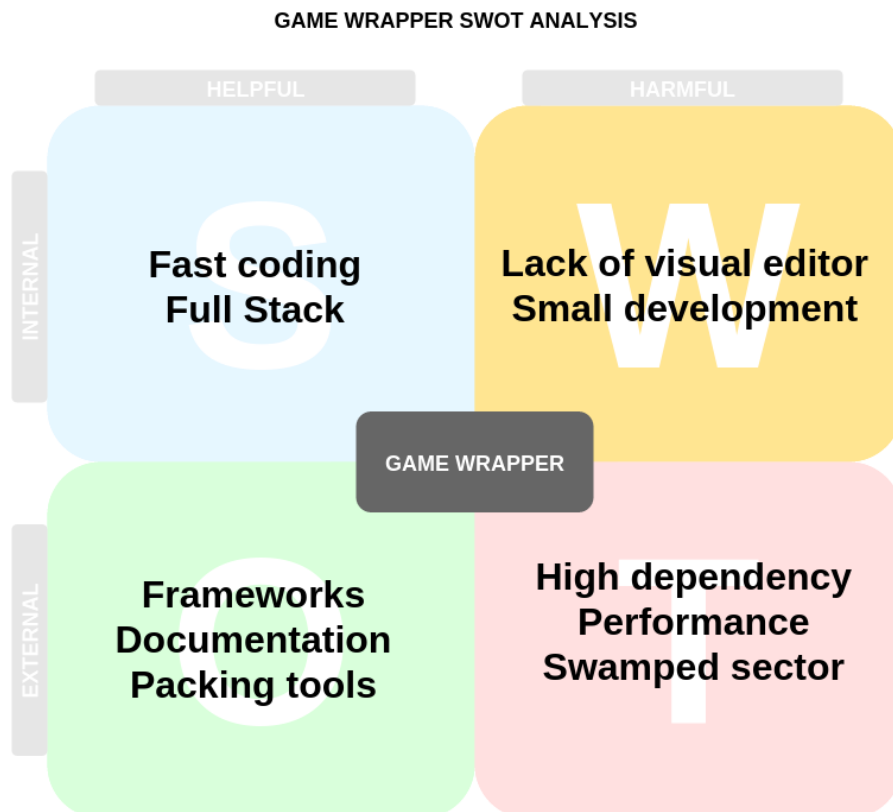 GAME WRAPPER SWOT ANALYSIS
HELPFUL
HARMFUL
INTERNAL
S
Fast coding
Full Stack
W
Lack of visual editor
Small development
GAME WRAPPER
EXTERNAL
O
Frameworks
Documentation
Packing tools
T
High dependency
Performance
Swamped sector